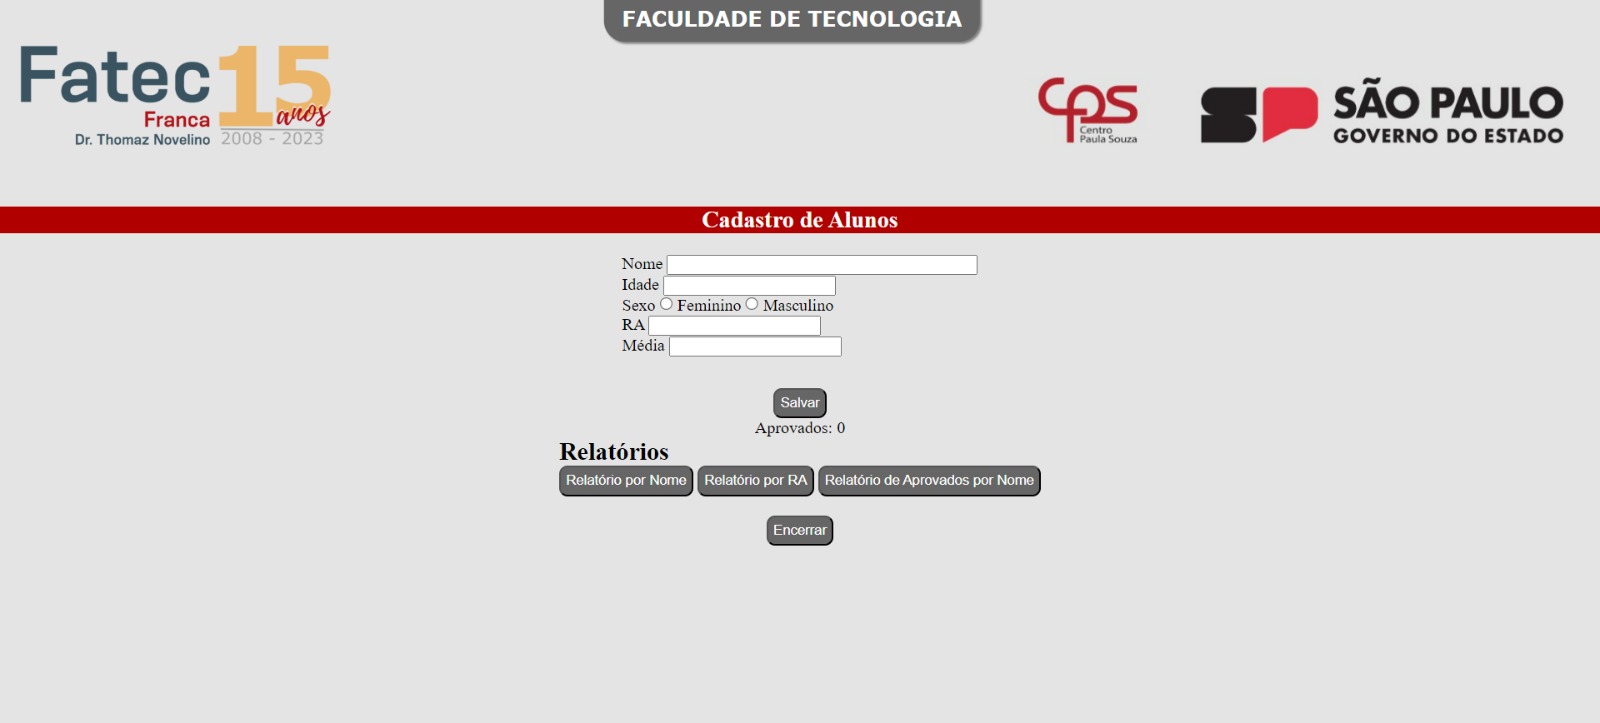 FACULDADE DE TECNOLOGIA
Fatec 15 anos
Franca
Dr. Thomaz Novelino 2008 - 2023
CPS
Centro
Paula Souza
SP
SÃO PAULO
GOVERNO DO ESTADO
Cadastro de Alunos
Nome
Idade
Sexo Feminino Masculino
RA
Média
Salvar
Aprovados: 0
Relatórios
Relatório por Nome Relatório por RA Relatório de Aprovados por Nome
Encerrar